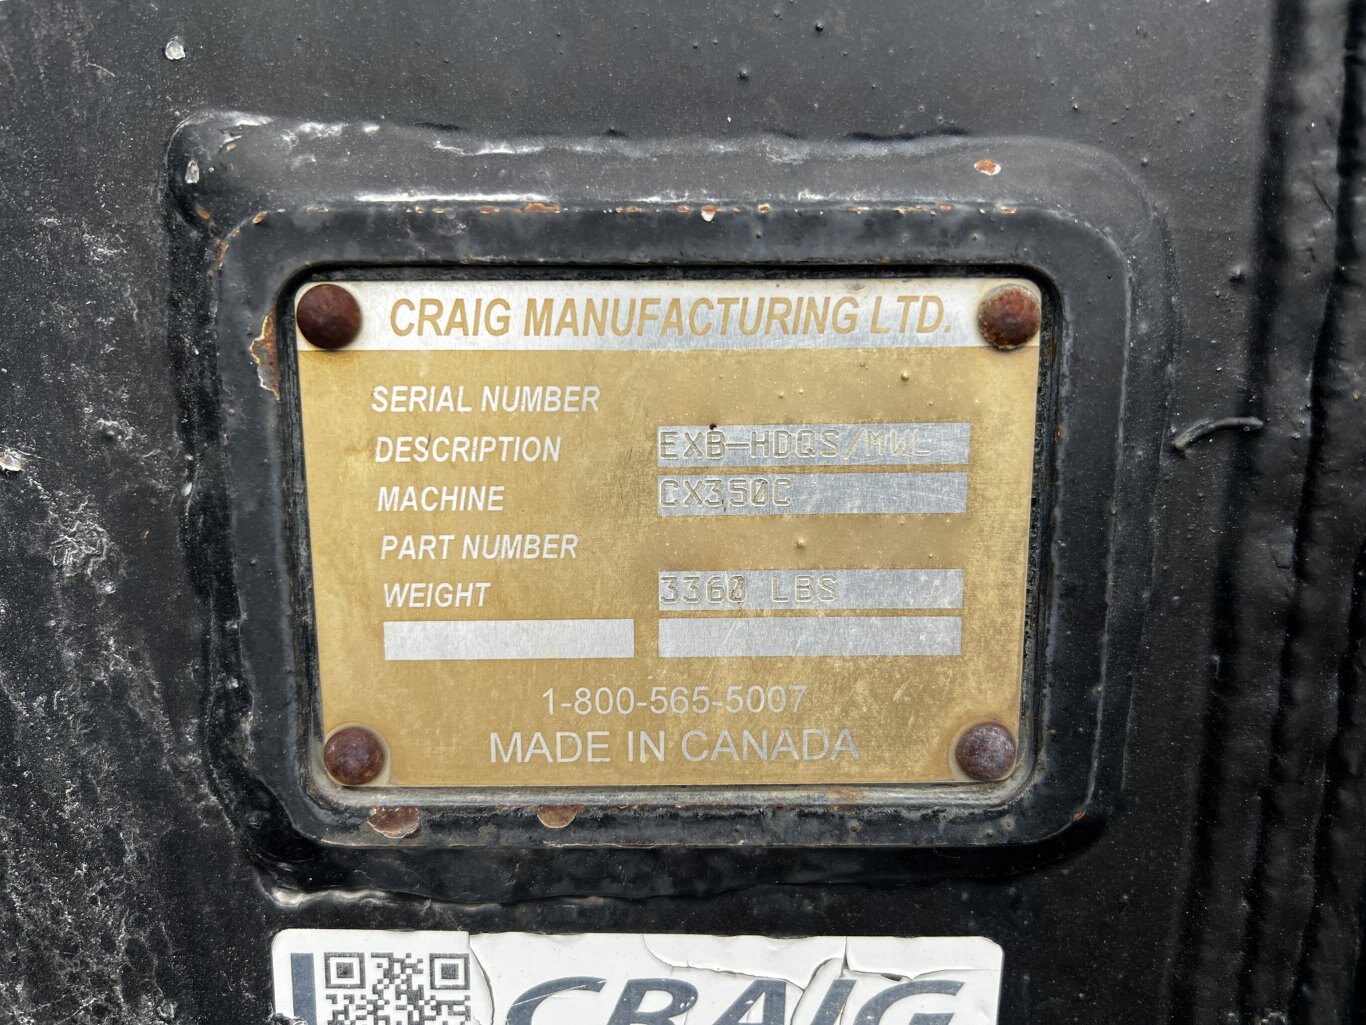 CRAIG MANUFACTURING LTD.
SERIAL NUMBER
DESCRIPTION EXB-HDQS/MWL
MACHINE CX350C
PART NUMBER
WEIGHT 3360 LBS
1-800-565-5007
MADE IN CANADA
CRAIG